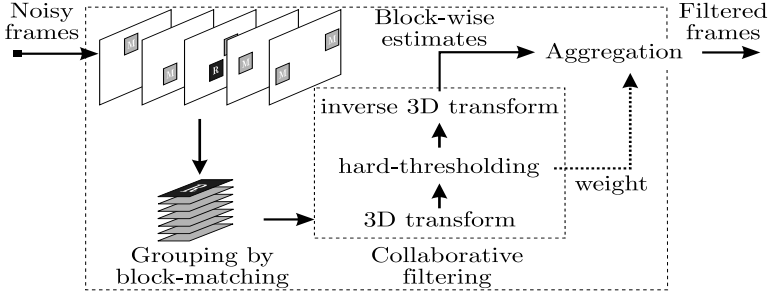 Noisy
frames
M
M
R
M
M
M
Block-wise
estimates
Aggregation
Filtered
frames
inverse 3D transform
hard-thresholding
weight
3D transform
Grouping by
block-matching
Collaborative
filtering